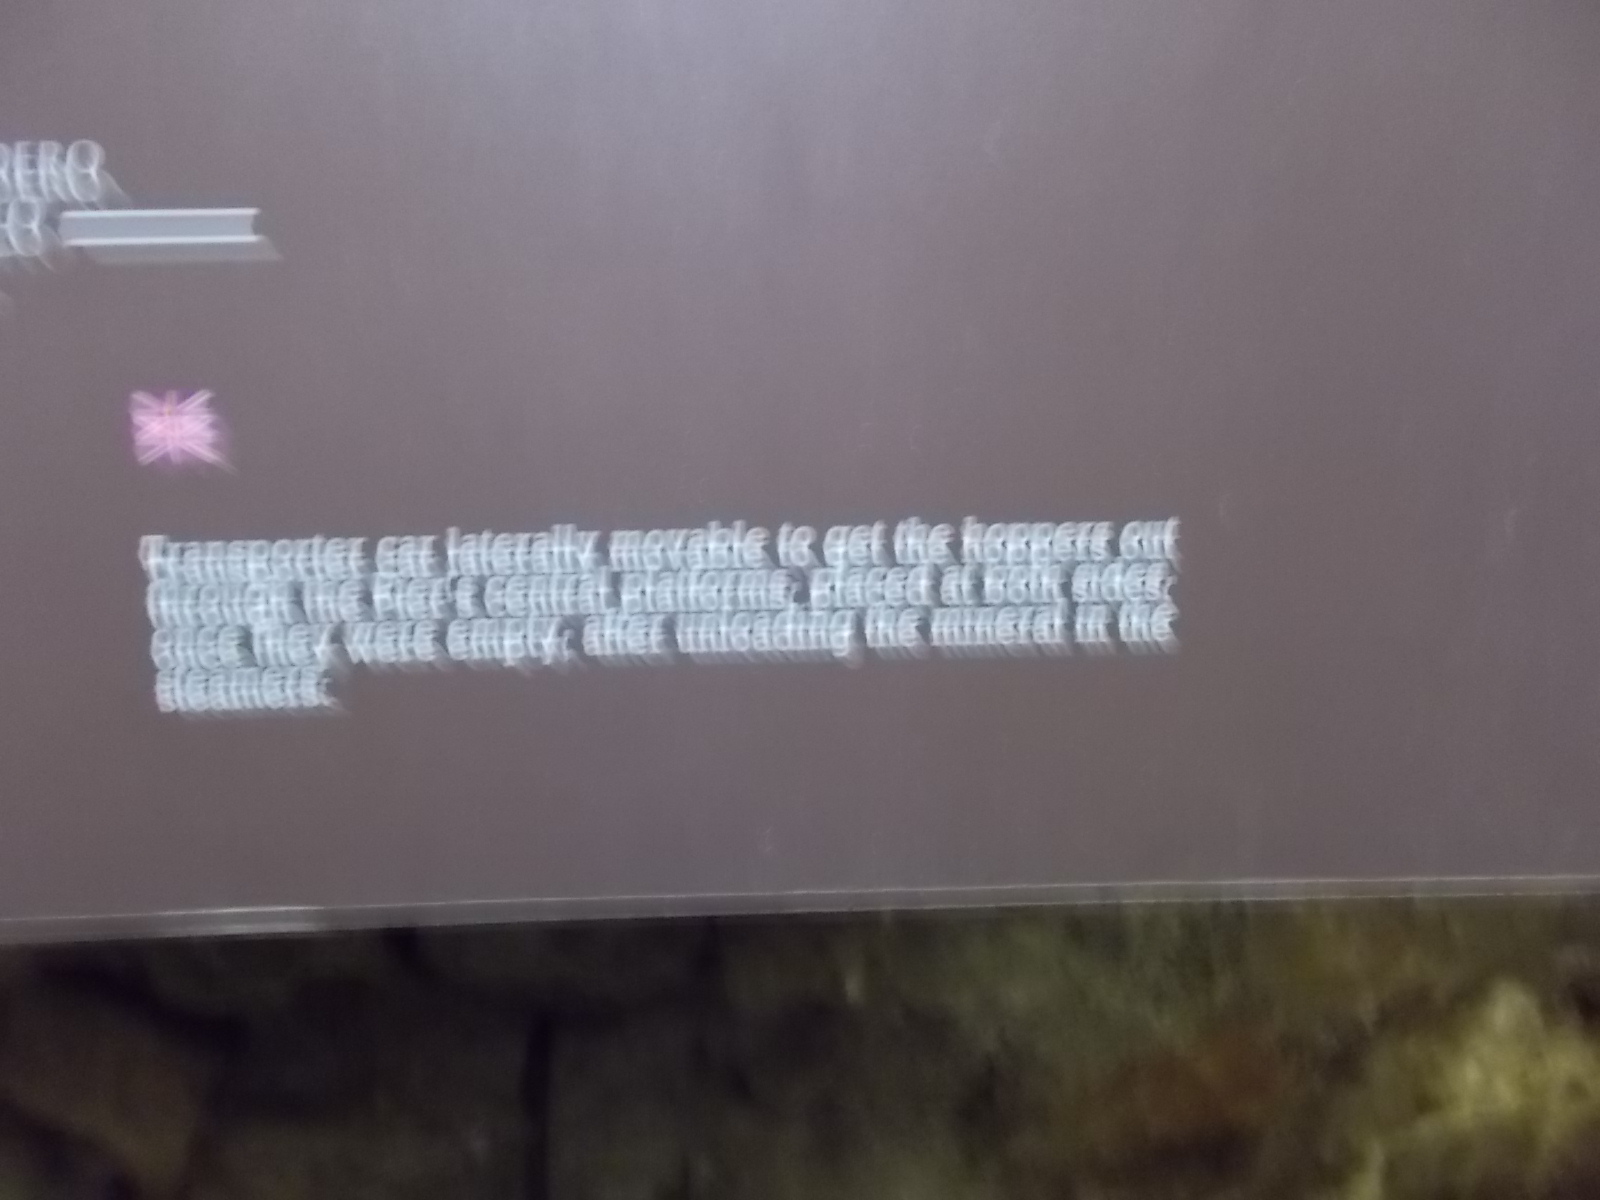 Transporter car laterally movable to get the hoppers out
through the Pier's central platforms, placed at both sides,
once they were empty, after unloading the mineral in the
steamers.